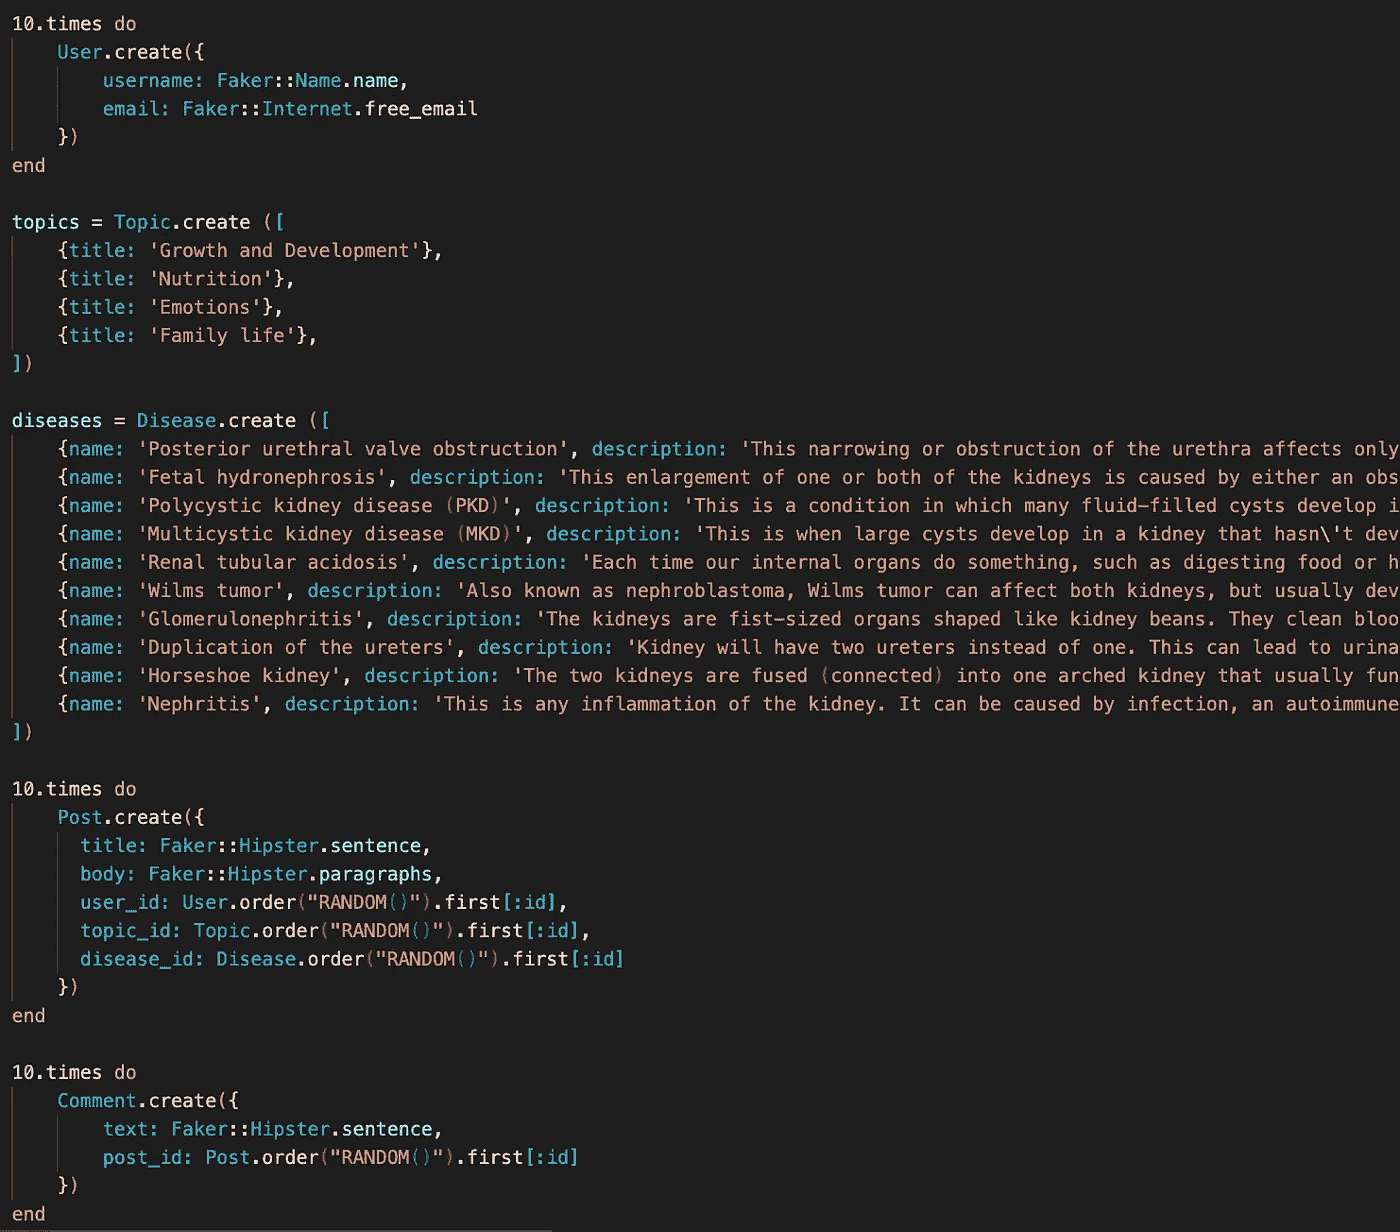 10.times do
    User.create({
        username: Faker::Name.name,
        email: Faker::Internet.free_email
    })
end

topics = Topic.create ([
    {title: 'Growth and Development'},
    {title: 'Nutrition'},
    {title: 'Emotions'},
    {title: 'Family life'},
])

diseases = Disease.create ([
    {name: 'Posterior urethral valve obstruction', description: 'This narrowing or obstruction of the urethra affects only
    {name: 'Fetal hydronephrosis', description: 'This enlargement of one or both of the kidneys is caused by either an obs
    {name: 'Polycystic kidney disease (PKD)', description: 'This is a condition in which many fluid-filled cysts develop i
    {name: 'Multicystic kidney disease (MKD)', description: 'This is when large cysts develop in a kidney that hasn\'t dev
    {name: 'Renal tubular acidosis', description: 'Each time our internal organs do something, such as digesting food or h
    {name: 'Wilms tumor', description: 'Also known as nephroblastoma, Wilms tumor can affect both kidneys, but usually dev
    {name: 'Glomerulonephritis', description: 'The kidneys are fist-sized organs shaped like kidney beans. They clean bloo
    {name: 'Duplication of the ureters', description: 'Kidney will have two ureters instead of one. This can lead to urina
    {name: 'Horseshoe kidney', description: 'The two kidneys are fused (connected) into one arched kidney that usually fun
    {name: 'Nephritis', description: 'This is any inflammation of the kidney. It can be caused by infection, an autoimmune
])

10.times do
    Post.create({
      title: Faker::Hipster.sentence,
      body: Faker::Hipster.paragraphs,
      user_id: User.order("RANDOM()").first[:id],
      topic_id: Topic.order("RANDOM()").first[:id],
      disease_id: Disease.order("RANDOM()").first[:id]
    })
end

10.times do
    Comment.create({
        text: Faker::Hipster.sentence,
        post_id: Post.order("RANDOM()").first[:id]
    })
end